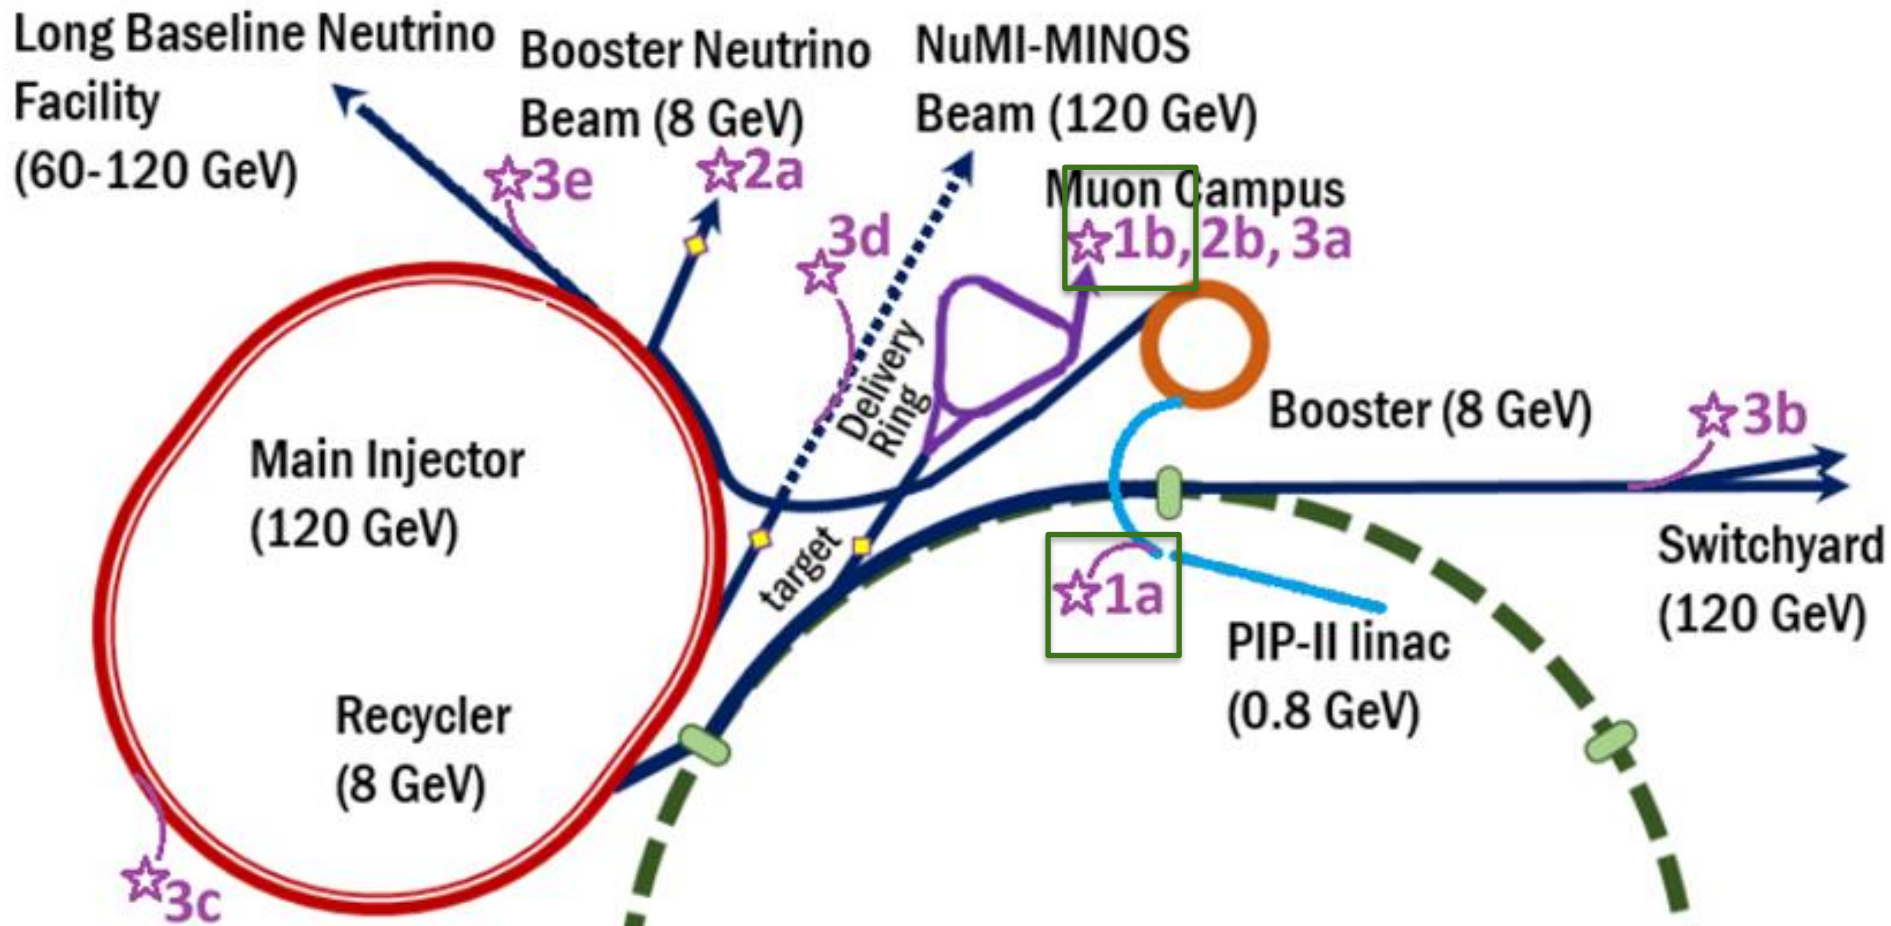 Long Baseline Neutrino
Facility
(60-120 GeV)
Booster Neutrino
Beam (8 GeV)
NuMI-MINOS
Beam (120 GeV)
Muon Campus
1b, 2b, 3a
3e
2a
3d
Delivery
Ring
Main Injector
(120 GeV)
Booster (8 GeV)
3b
target
1a
Switchyard
(120 GeV)
PIP-II linac
(0.8 GeV)
Recycler
(8 GeV)
3c